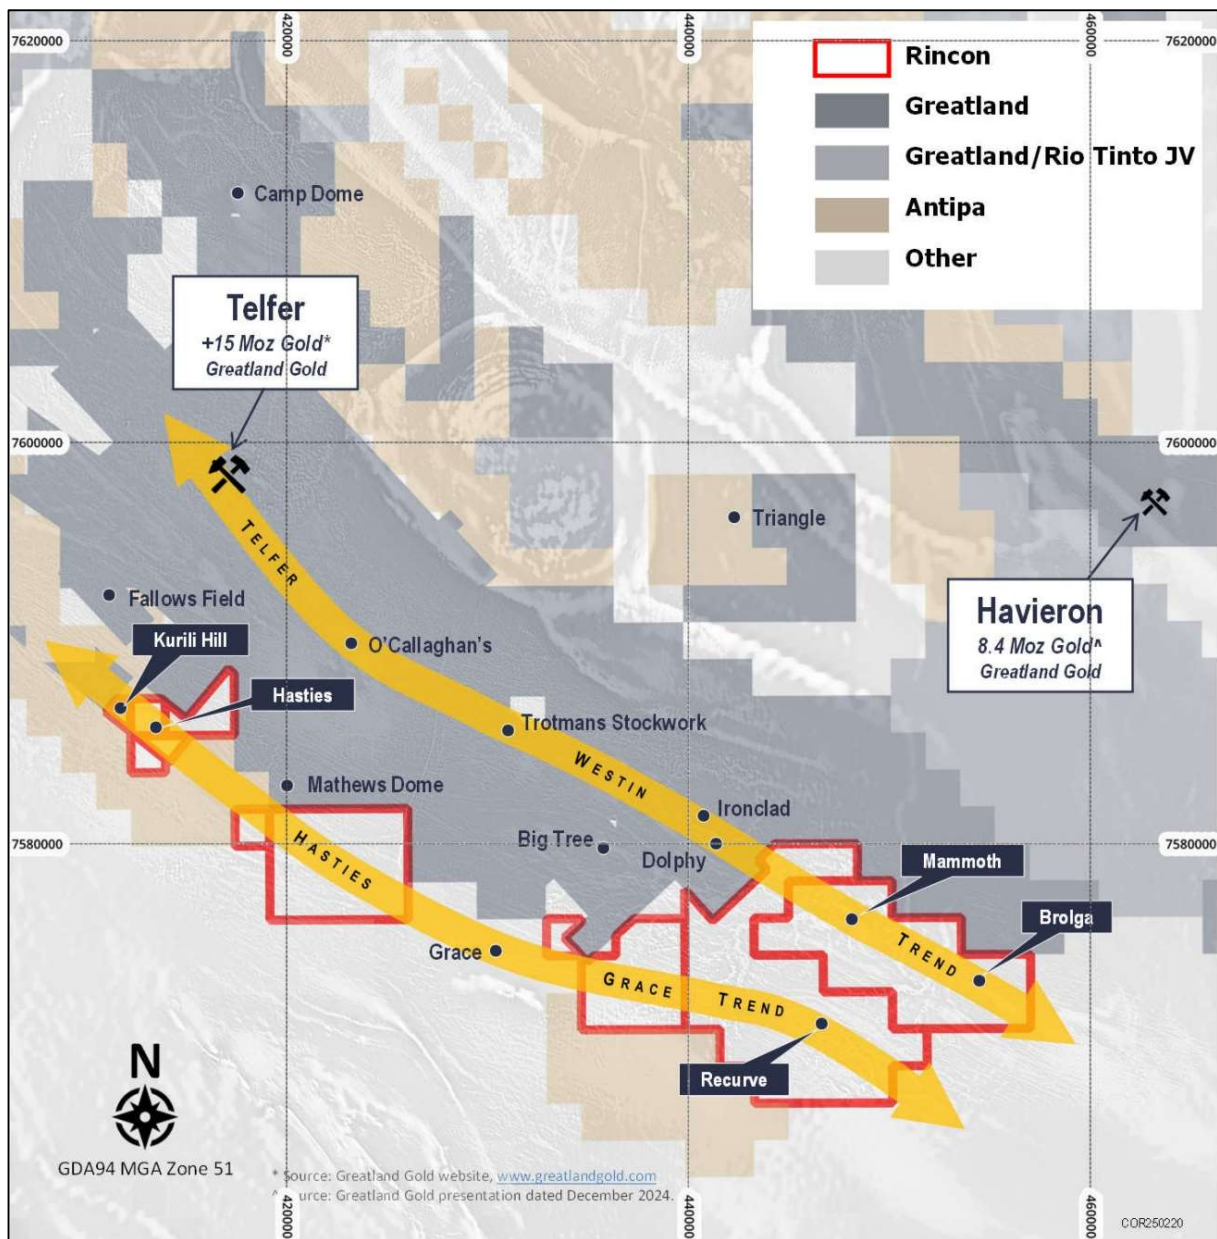 420000
440000
460000
7620000
7620000
Rincon
Greatland
Greatland/Rio Tinto JV
Antipa
Other
Camp Dome
Telfer
+15 Moz Gold*
Greatland Gold
7600000
7600000
Triangle
TELFER
Havieron
8.4 Moz Gold^
Greatland Gold
Fallows Field
Kurili Hill
O'Callaghan's
Hasties
Trotmans Stockwork
WESTIN
Mathews Dome
Ironclad
Big Tree
Dolphy
7580000
7580000
HASTIES
Mammoth
Brolga
TREND
Grace
GRACE TREND
Recurve
N
GDA94 MGA Zone 51
* Source: Greatland Gold website, www.greatlandgold.com
^ Source: Greatland Gold presentation dated December 2024.
420000
440000
460000
COR250220